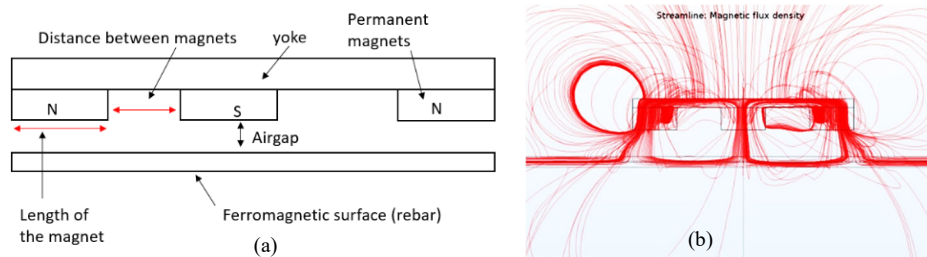 Distance between magnets
yoke
Permanent
magnets
N
S
N
Airgap
Length of
the magnet
Ferromagnetic surface (rebar)
(a)
Streamline: Magnetic flux density
(b)